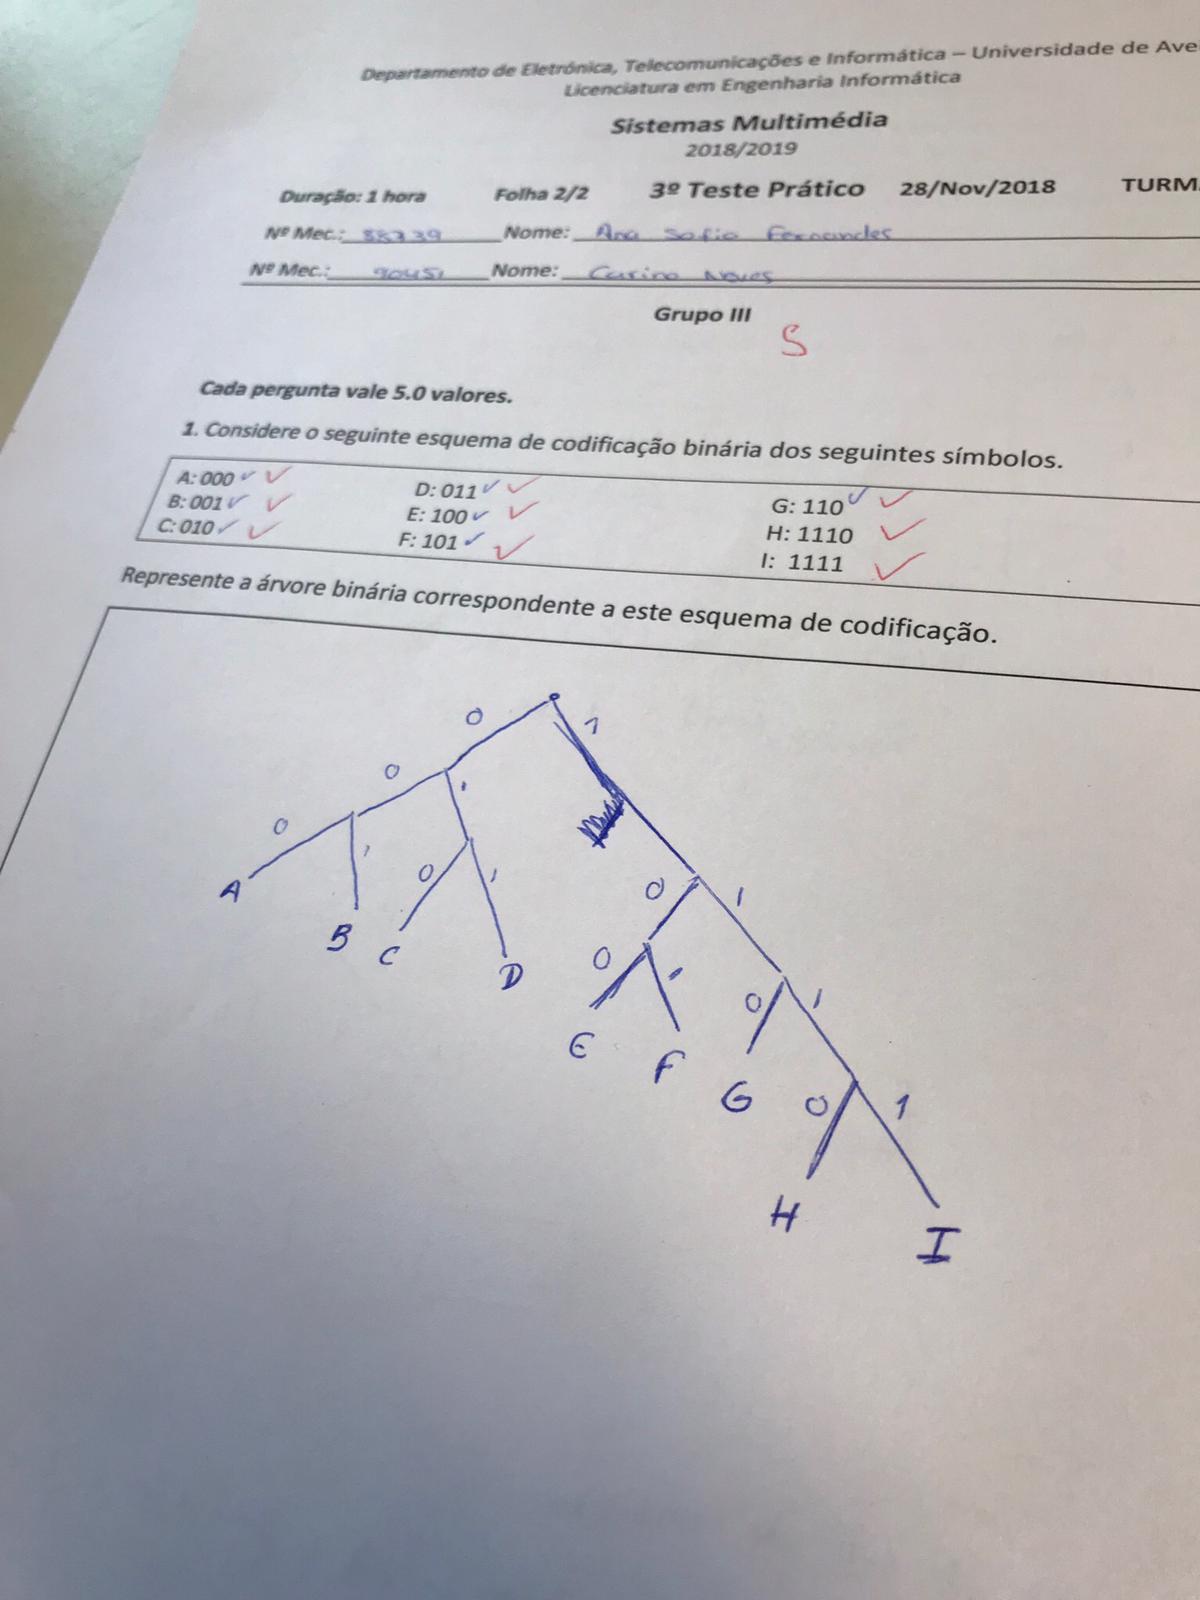 Departamento de Eletrónica, Telecomunicações e Informática – Universidade de Ave
Licenciatura em Engenharia Informática
Sistemas Multimédia
2018/2019
Duração: 1 hora Folha 2/2 3º Teste Prático 28/Nov/2018 TURMA
Nº Mec.: 88739 Nome: Ana Sofia Fernandes
Nº Mec.: 90451 Nome: Carina Neves
Grupo III
5
Cada pergunta vale 5.0 valores.
1. Considere o seguinte esquema de codificação binária dos seguintes símbolos.
A: 000 ✓ ✓ D: 011 ✓ ✓ G: 110 ✓ ✓
B: 001 ✓ ✓ E: 100 ✓ ✓ H: 1110 ✓
C: 010 ✓ ✓ F: 101 ✓ ✓ I: 1111 ✓
Represente a árvore binária correspondente a este esquema de codificação.
0 1
0 1
0 1 0 1 0 1
A B C D
0 1 0 1
E F G 0 1
H I